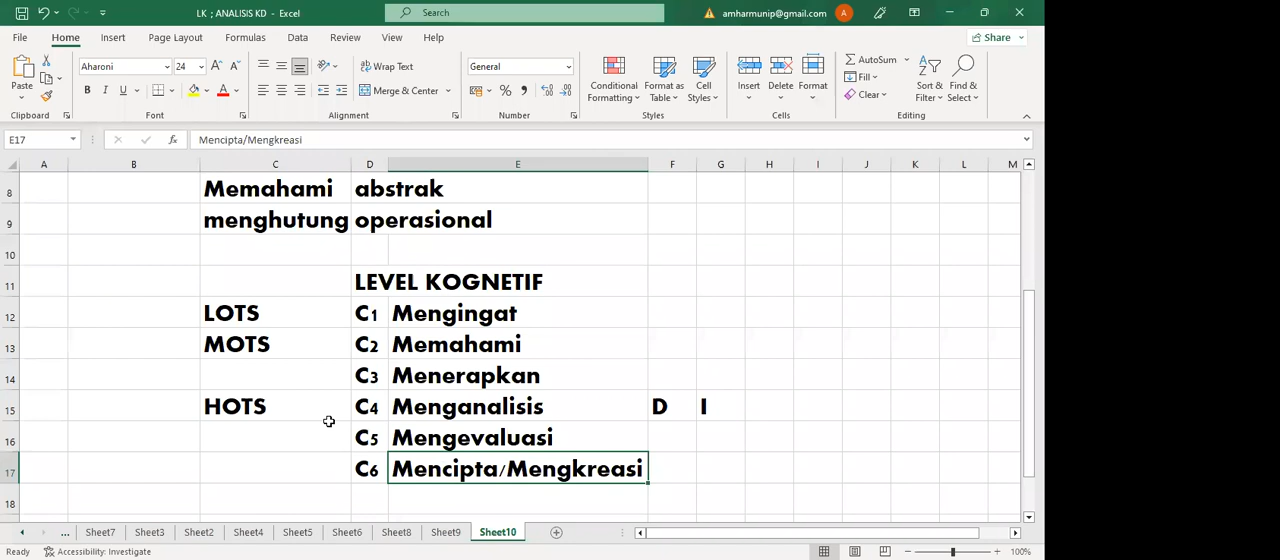 LK ; ANALISIS KD - Excel
Search
amharmunip@gmail.com
A
File Home Insert Page Layout Formulas Data Review View Help
Share
Paste
Clipboard
Aharoni 24
B I U
Font
Wrap Text
Merge & Center
Alignment
General
Number
Conditional Formatting
Format as Table
Cell Styles
Styles
Insert Delete Format
Cells
AutoSum
Fill
Clear
Sort & Filter
Find & Select
Editing
E17 fx Mencipta/Mengkreasi
A B C D E F G H I J K L M
8 Memahami abstrak
9 menghutung operasional
10
11 LEVEL KOGNETIF
12 LOTS C1 Mengingat
13 MOTS C2 Memahami
14 C3 Menerapkan
15 HOTS C4 Menganalisis D I
16 C5 Mengevaluasi
17 C6 Mencipta/Mengkreasi
18
... Sheet7 Sheet3 Sheet2 Sheet4 Sheet5 Sheet6 Sheet8 Sheet9 Sheet10
Ready Accessibility: Investigate 100%